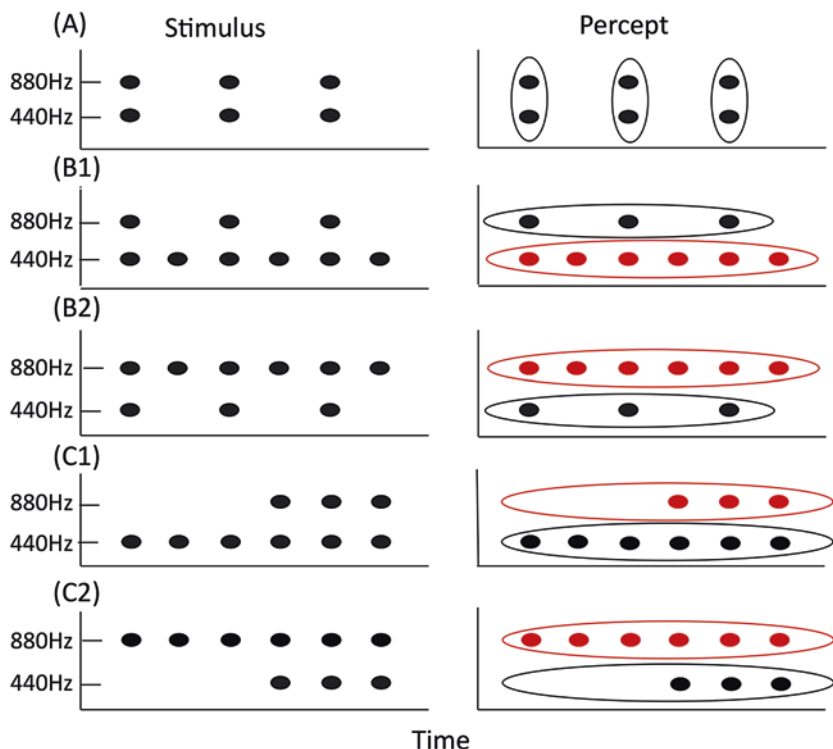 (A)
Stimulus
Percept
880Hz
440Hz
(B1)
880Hz
440Hz
(B2)
880Hz
440Hz
(C1)
880Hz
440Hz
(C2)
880Hz
440Hz
Time